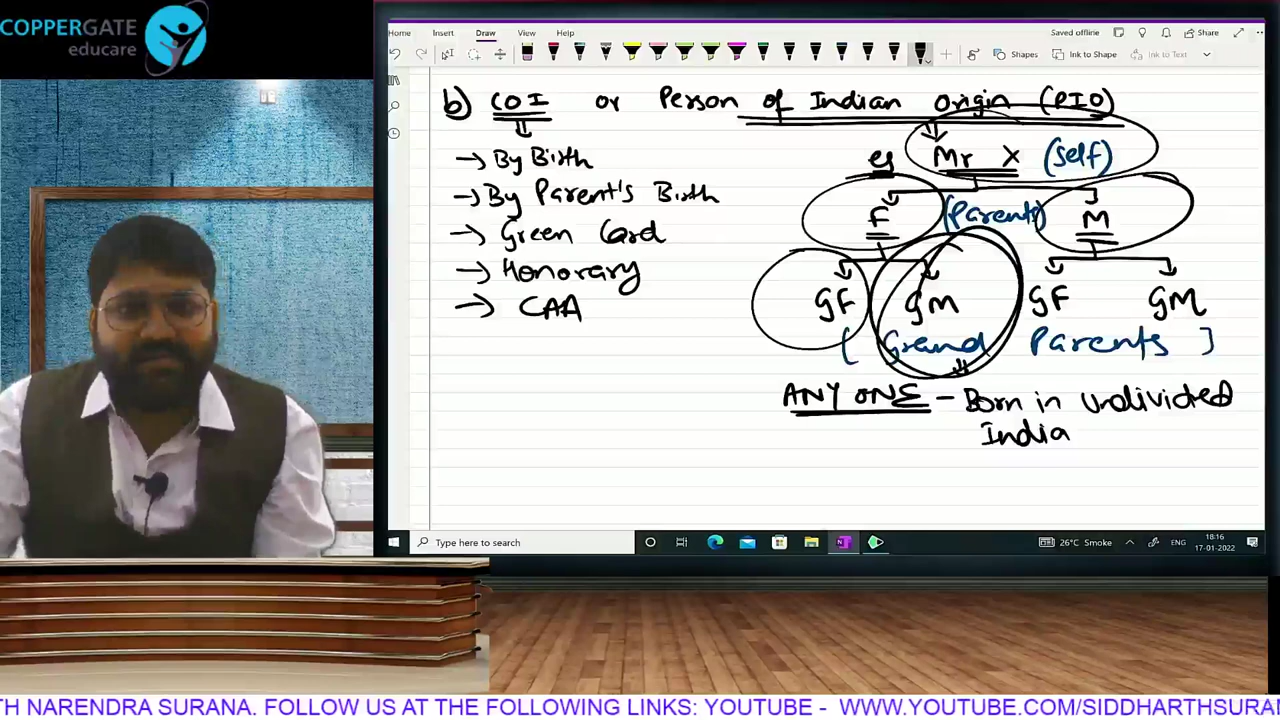 COPPERGATE
educare
Home Insert Draw View Help
Saved offline Share
Shapes Ink to Shape Ink to Text
b) COI or Person of Indian Origin (PIO)
→ By Birth
→ By Parent's Birth
→ Green Card
→ Honorary
→ CAA
eg Mr X (Self)
F (Parents) M
GF GM GF GM
( Grand Parents )
ANY ONE - Born in undivided
India
Type here to search
26°C Smoke ENG
18:16
17-01-2022
TH NARENDRA SURANA. FOLLOW US AT THE FOLLOWING LINKS: YOUTUBE - WWW.YOUTUBE.COM/SIDDHARTHSURA